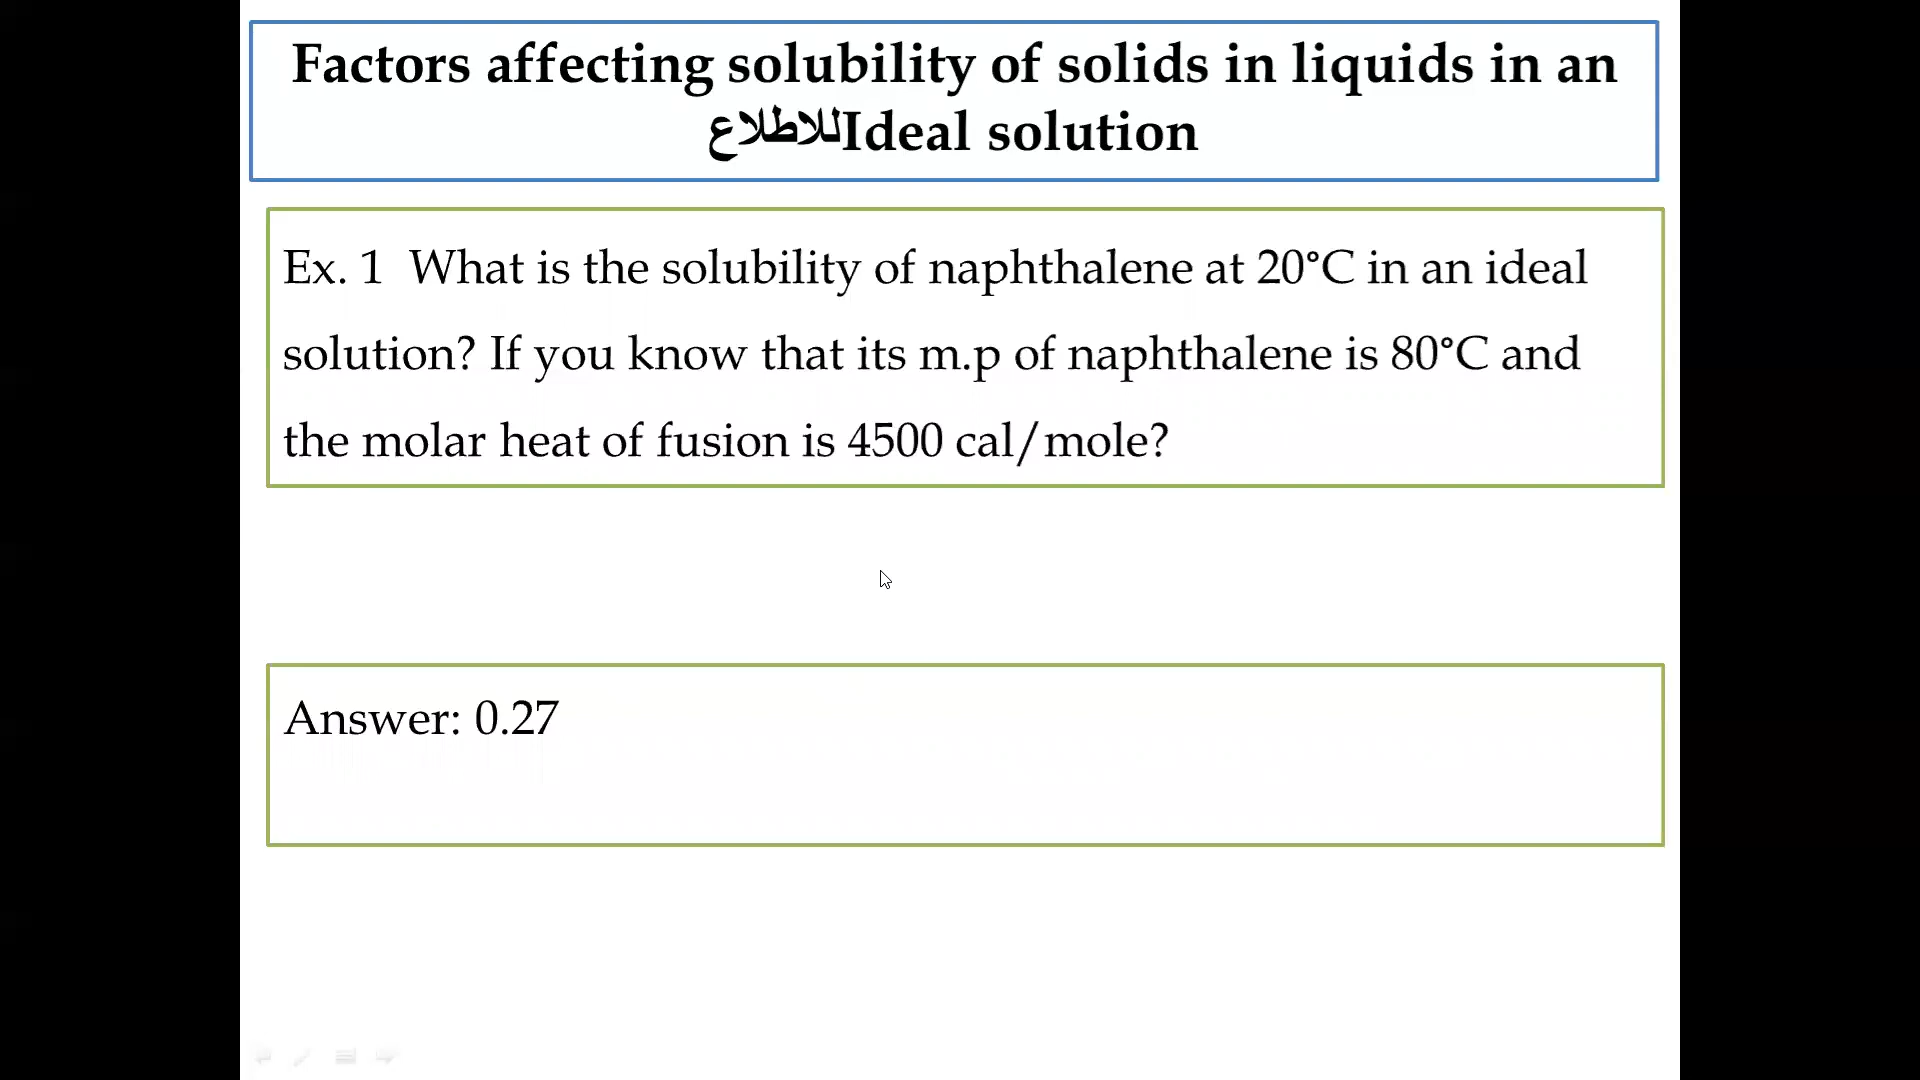 Factors affecting solubility of solids in liquids in an
للاطلاعIdeal solution
Ex. 1 What is the solubility of naphthalene at 20°C in an ideal
solution? If you know that its m.p of naphthalene is 80°C and
the molar heat of fusion is 4500 cal/mole?
Answer: 0.27